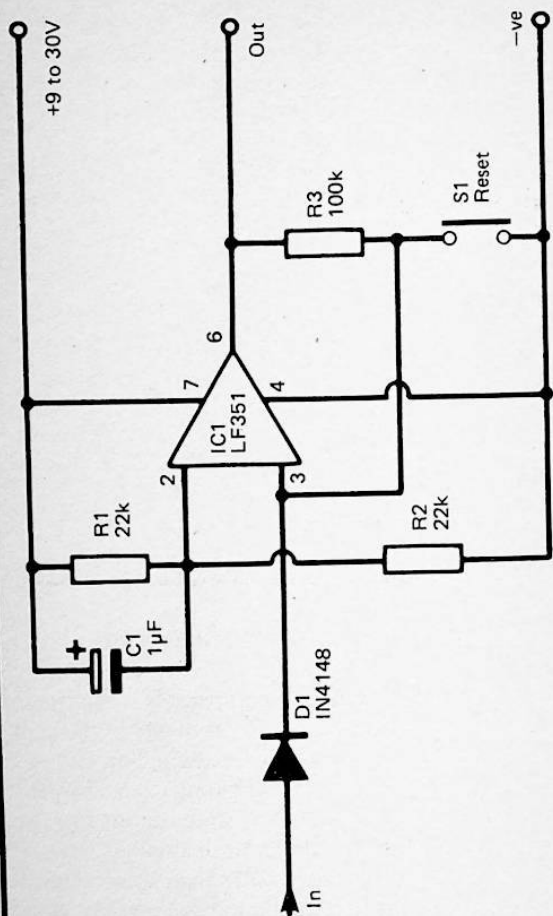 +9 to 30V
Out
-ve
R3
100k
S1
Reset
6
7
4
IC1
LF351
2
3
R1
22k
R2
22k
+
C1
1µF
D1
IN4148
In